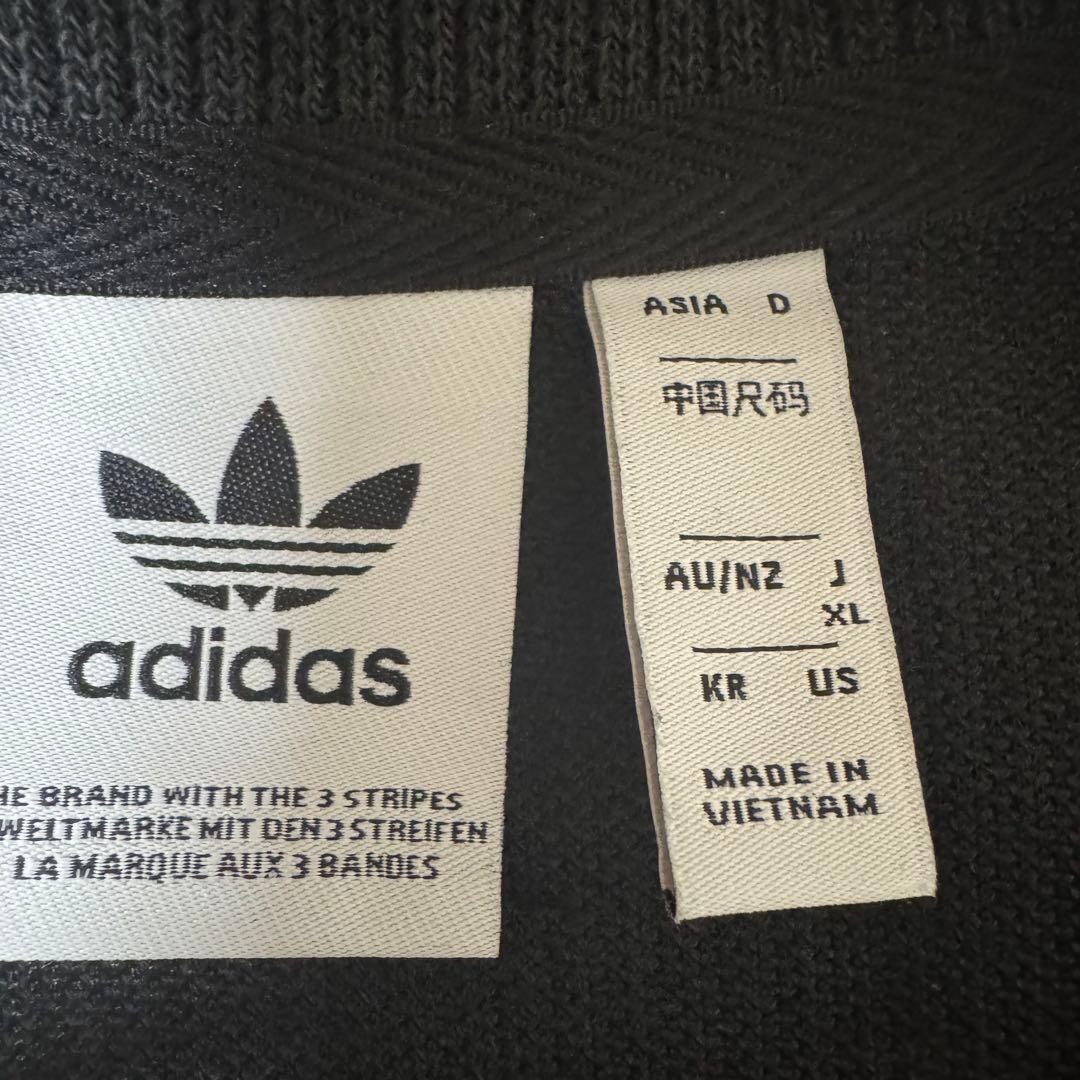 adidas
HE BRAND WITH THE 3 STRIPES
WELTMARKE MIT DEN 3 STREIFEN
LA MARQUE AUX 3 BANDES
ASIA D
中国尺码
AU/NZ J
XL
KR US
MADE IN
VIETNAM